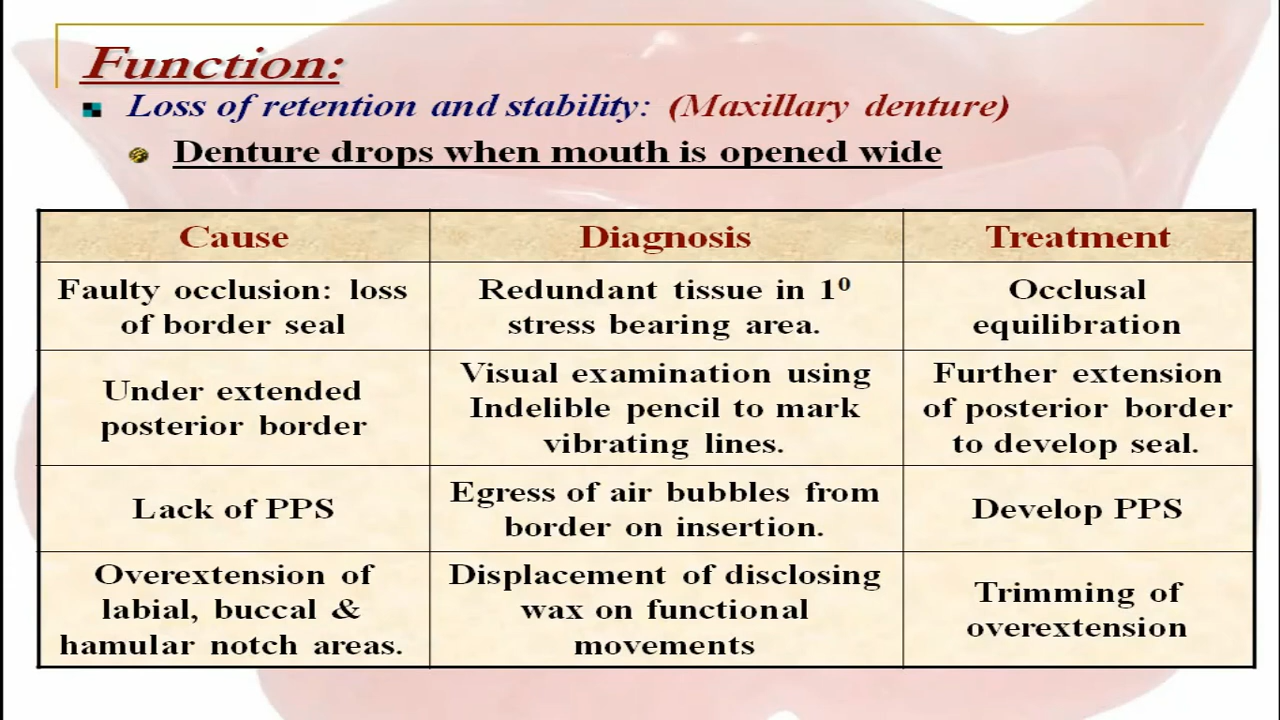 Function:
Loss of retention and stability: (Maxillary denture)
Denture drops when mouth is opened wide
Cause
Diagnosis
Treatment
Faulty occlusion: loss
of border seal
Redundant tissue in 1⁰
stress bearing area.
Occlusal
equilibration
Under extended
posterior border
Visual examination using
Indelible pencil to mark
vibrating lines.
Further extension
of posterior border
to develop seal.
Lack of PPS
Egress of air bubbles from
border on insertion.
Develop PPS
Overextension of
labial, buccal &
hamular notch areas.
Displacement of disclosing
wax on functional
movements
Trimming of
overextension